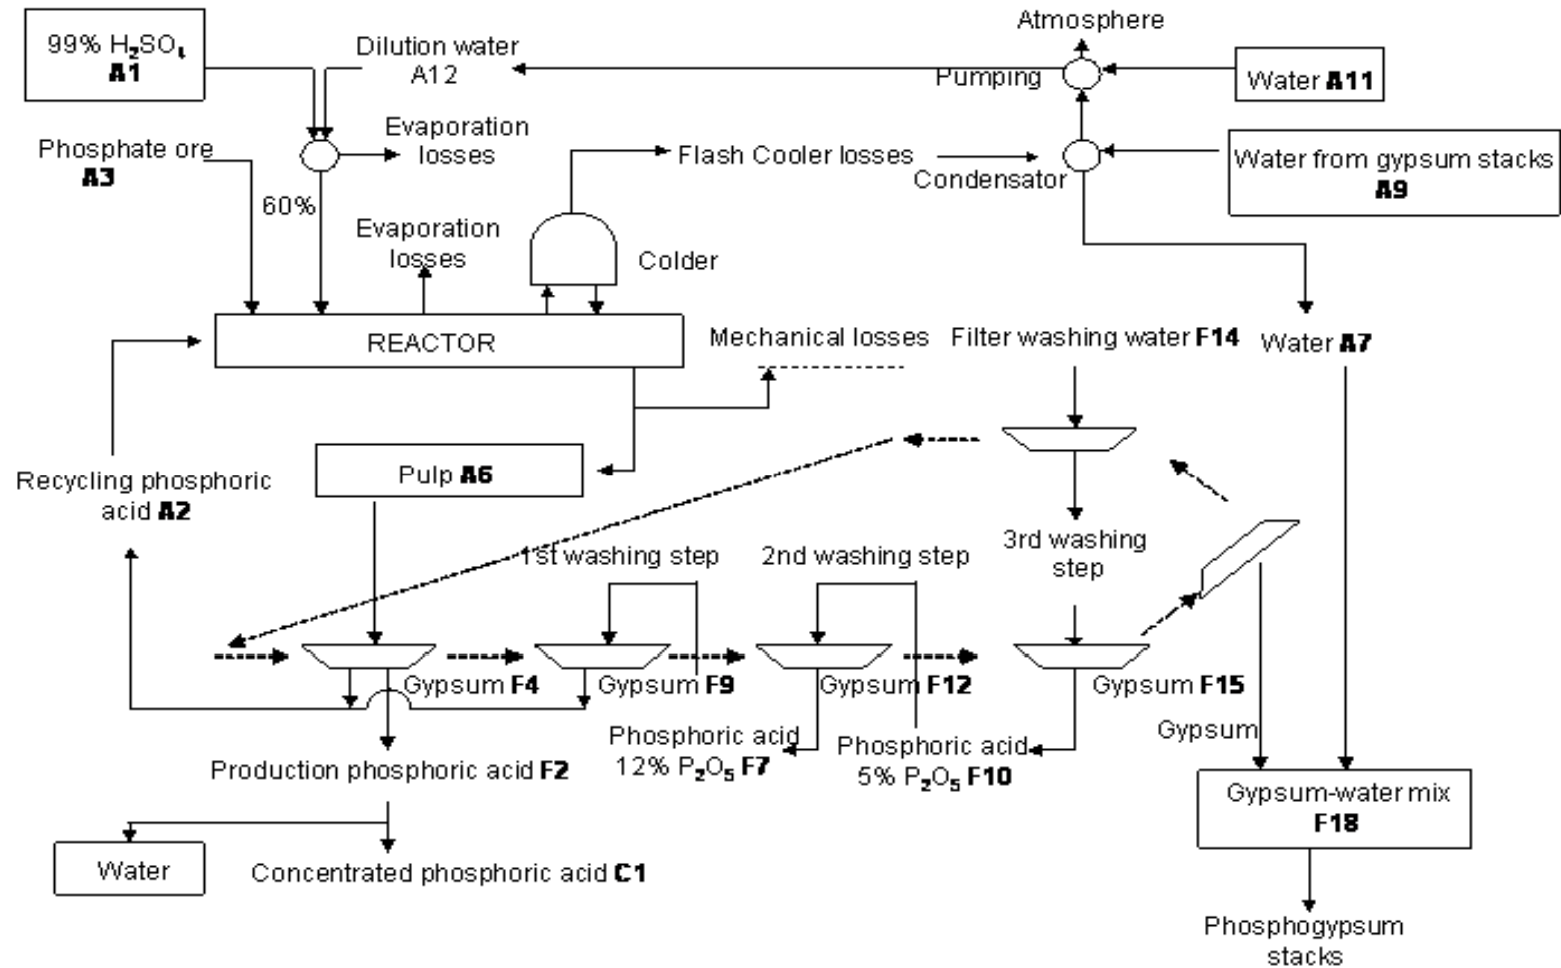 Atmosphere
99% H₂SO₄
A1
Dilution water
A12
Pumping
Water A11
Phosphate ore
A3
Evaporation
losses
Flash Cooler losses
Condensator
Water from gypsum stacks
A9
60%
Evaporation
losses
Colder
REACTOR
Mechanical losses
Filter washing water F14
Water A7
Recycling phosphoric
acid A2
Pulp A6
1st washing step
2nd washing step
3rd washing
step
Gypsum F4
Gypsum F9
Gypsum F12
Gypsum F15
Gypsum
Phosphoric acid
12% P₂O₅ F7
Phosphoric acid
5% P₂O₅ F10
Production phosphoric acid F2
Gypsum-water mix
F18
Water
Concentrated phosphoric acid C1
Phosphogypsum
stacks